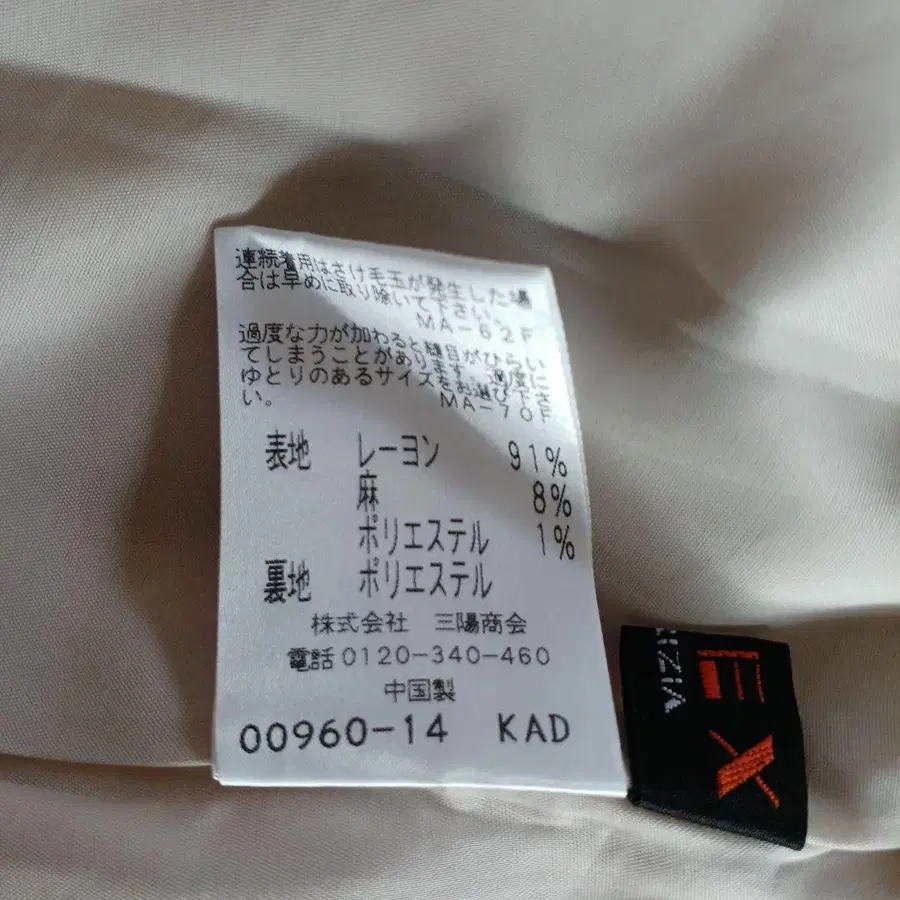 連続着用はさけ毛玉が発生した場
合は早めに取り除いて下さい。
MA-62F
過度な力が加わると縫目がひらい
てしまうことがあります。適度に
ゆとりのあるサイズをお選び下さ
い。 MA-70F
表地 レーヨン 91%
麻 8%
ポリエステル 1%
裏地 ポリエステル
株式会社 三陽商会
電話0120-340-460
中国製
00960-14 KAD
EX
RIZIA